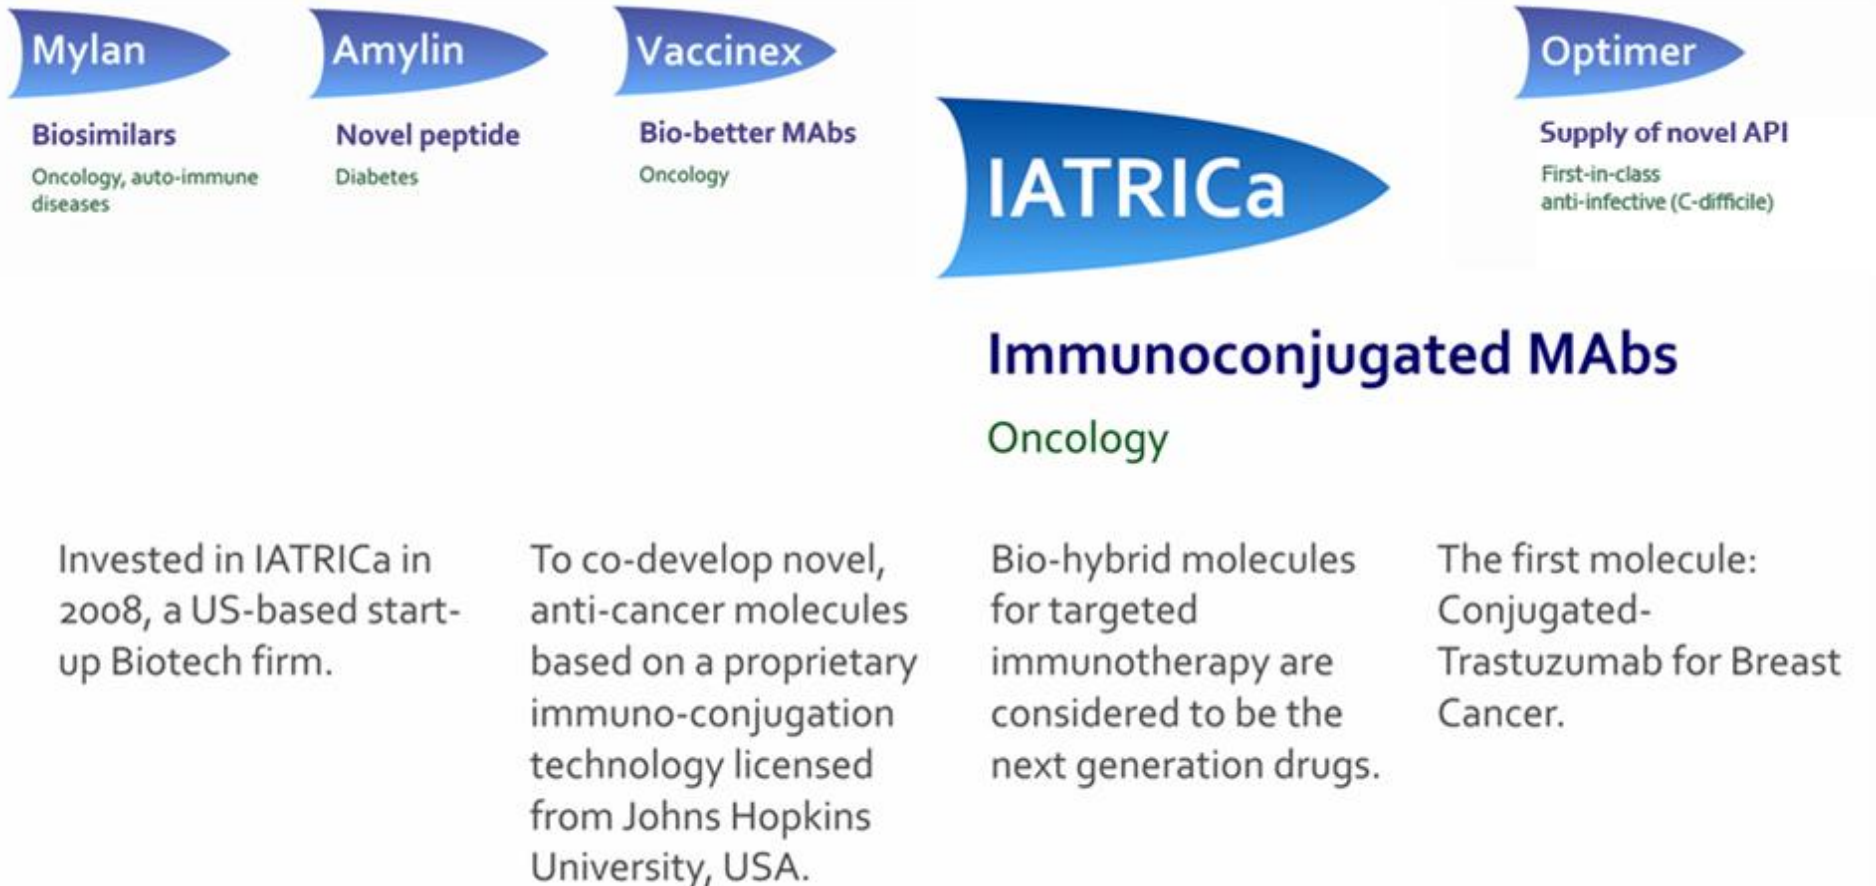 Mylan
Biosimilars
Oncology, auto-immune
diseases
Amylin
Novel peptide
Diabetes
Vaccinex
Bio-better MAbs
Oncology
IATRICa
Immunoconjugated MAbs
Oncology
Optimer
Supply of novel API
First-in-class
anti-infective (C-difficile)
Invested in IATRICa in
2008, a US-based start-
up Biotech firm.
To co-develop novel,
anti-cancer molecules
based on a proprietary
immuno-conjugation
technology licensed
from Johns Hopkins
University, USA.
Bio-hybrid molecules
for targeted
immunotherapy are
considered to be the
next generation drugs.
The first molecule:
Conjugated-
Trastuzumab for Breast
Cancer.